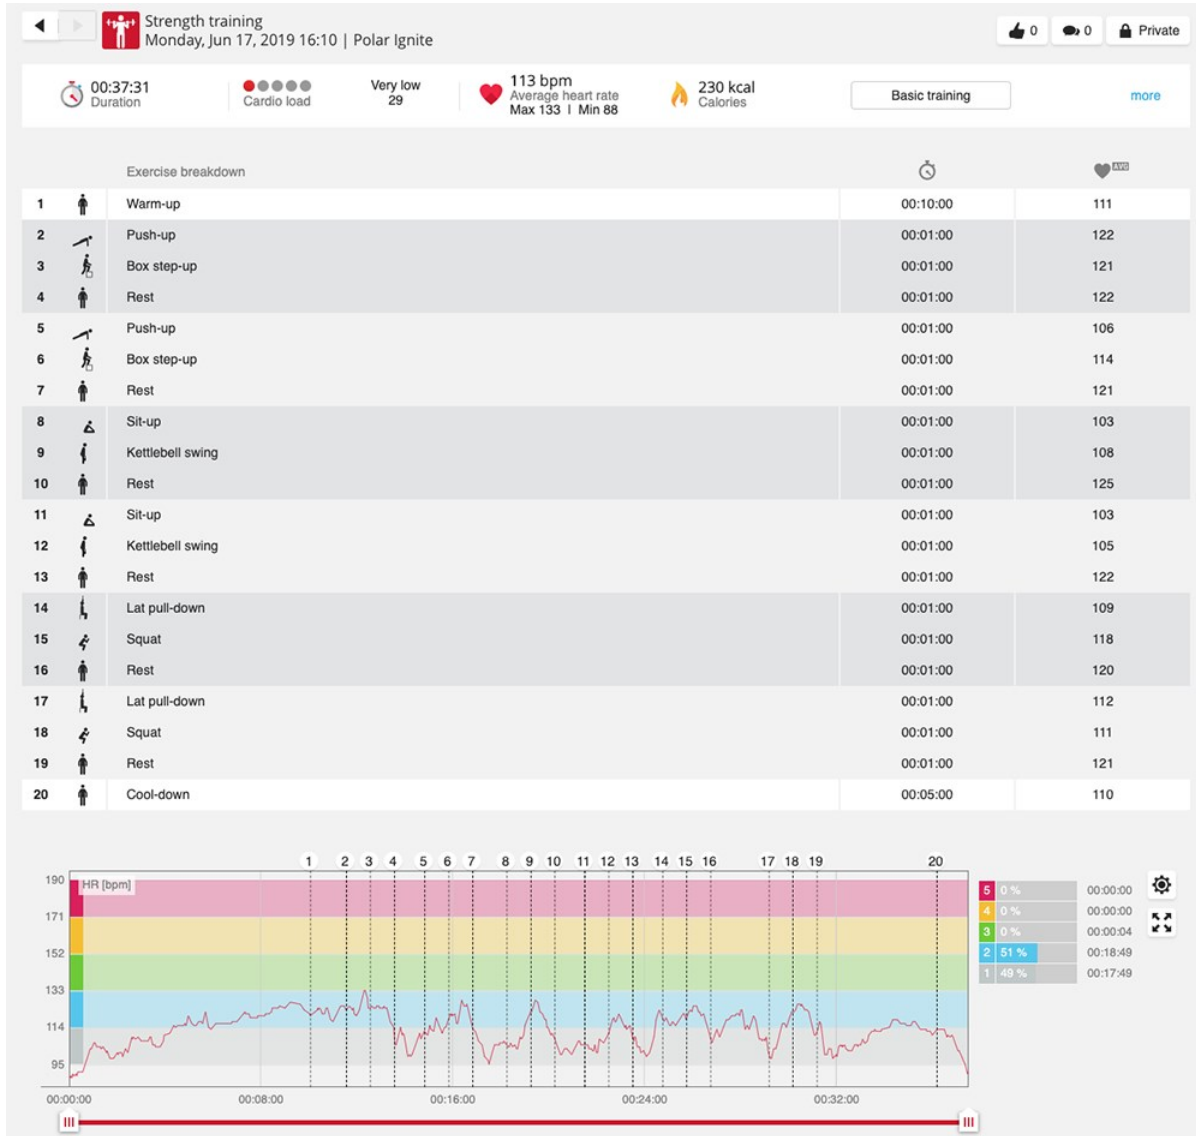 Strength training
Monday, Jun 17, 2019 16:10 | Polar Ignite
0 0 Private
00:37:31
Duration
Cardio load
Very low
29
113 bpm
Average heart rate
Max 133 | Min 88
230 kcal
Calories
Basic training
more
Exercise breakdown AVG
1 Warm-up 00:10:00 111
2 Push-up 00:01:00 122
3 Box step-up 00:01:00 121
4 Rest 00:01:00 122
5 Push-up 00:01:00 106
6 Box step-up 00:01:00 114
7 Rest 00:01:00 121
8 Sit-up 00:01:00 103
9 Kettlebell swing 00:01:00 108
10 Rest 00:01:00 125
11 Sit-up 00:01:00 103
12 Kettlebell swing 00:01:00 105
13 Rest 00:01:00 122
14 Lat pull-down 00:01:00 109
15 Squat 00:01:00 118
16 Rest 00:01:00 120
17 Lat pull-down 00:01:00 112
18 Squat 00:01:00 111
19 Rest 00:01:00 121
20 Cool-down 00:05:00 110
1 2 3 4 5 6 7 8 9 10 11 12 13 14 15 16 17 18 19 20
HR [bpm]
190
171
152
133
114
95
00:00:00 00:08:00 00:16:00 00:24:00 00:32:00
5 0 % 00:00:00
4 0 % 00:00:00
3 0 % 00:00:04
2 51 % 00:18:49
1 49 % 00:17:49